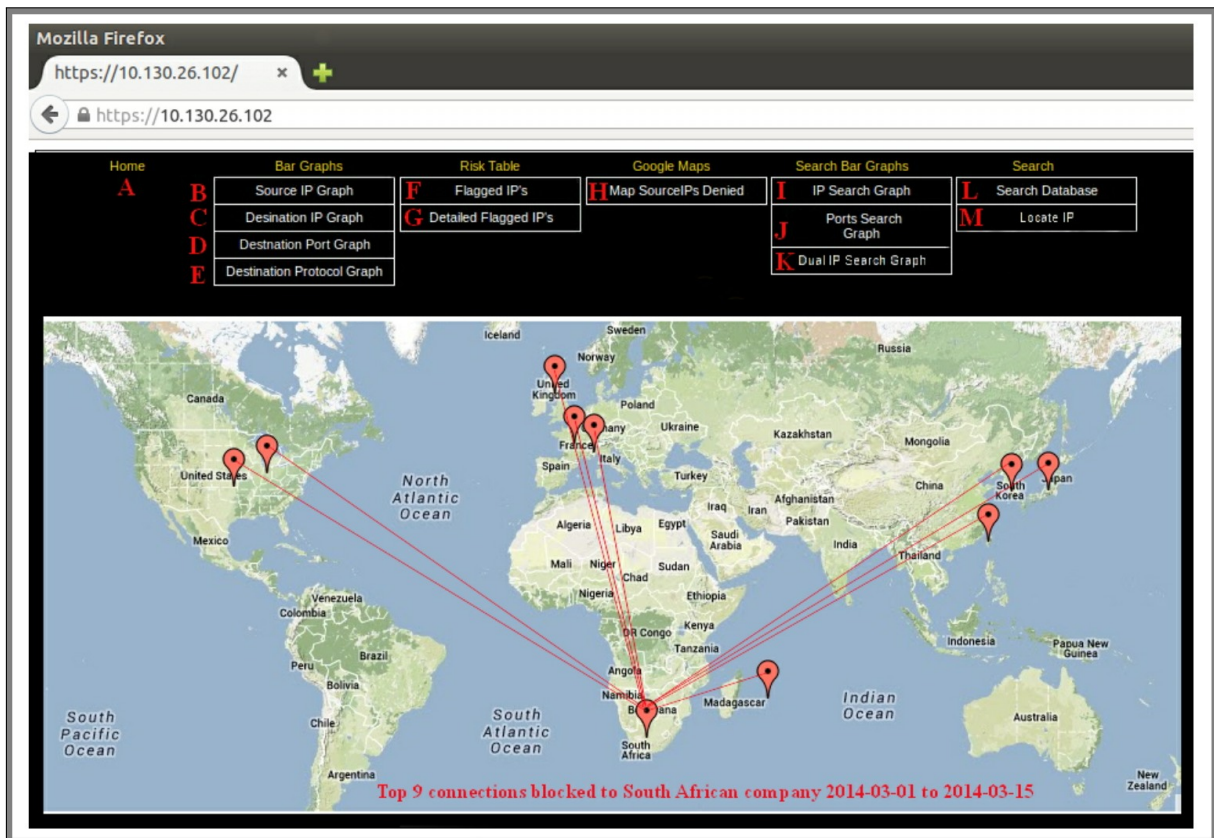 Mozilla Firefox
https://10.130.26.102/ ×
https://10.130.26.102
Home Bar Graphs Risk Table Google Maps Search Bar Graphs Search
A
B Source IP Graph
C Desination IP Graph
D Destnation Port Graph
E Destination Protocol Graph
F Flagged IP's
G Detailed Flagged IP's
H Map SourceIPs Denied
I IP Search Graph
J Ports Search
Graph
K Dual IP Search Graph
L Search Database
M Locate IP
Iceland
Sweden
Norway
Russia
United
Kingdom
Canada
Poland
Ukraine
Kazakhstan
Mongolia
France
Italy
Spain
Turkey
United States
North
Atlantic
Ocean
China
South
Korea
Japan
Afghanistan
Iraq
Iran
Pakistan
Algeria
Libya
Egypt
Saudi
Arabia
India
Mexico
Thailand
Mali
Niger
Chad
Sudan
Nigeria
Ethiopia
Venezuela
Colombia
DR Congo
Kenya
Tanzania
Indonesia
Papua New
Guinea
Brazil
Peru
Angola
Bolivia
Namibia
Madagascar
Indian
Ocean
Australia
South
Pacific
Ocean
Chile
South
Atlantic
Ocean
South
Africa
Argentina
New
Zealand
Top 9 connections blocked to South African company 2014-03-01 to 2014-03-15